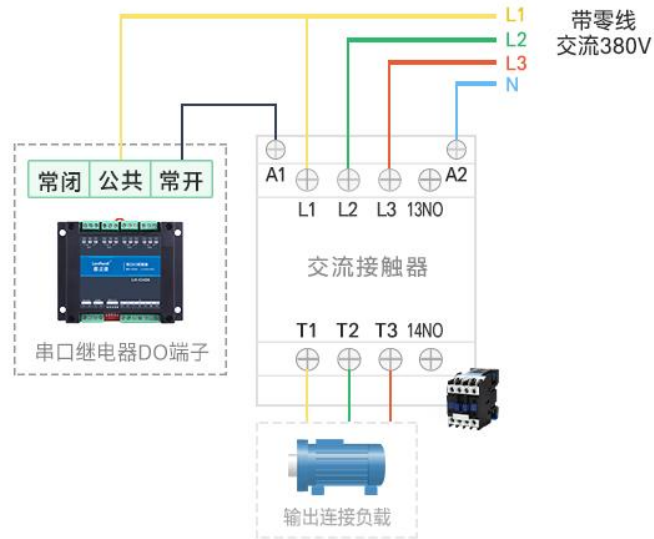 L1
带零线
L2
交流380V
L3
N
常闭 公共 常开
A1
A2
L1 L2 L3 13NO
交流接触器
T1 T2 T3 14NO
串口继电器DO端子
输出连接负载